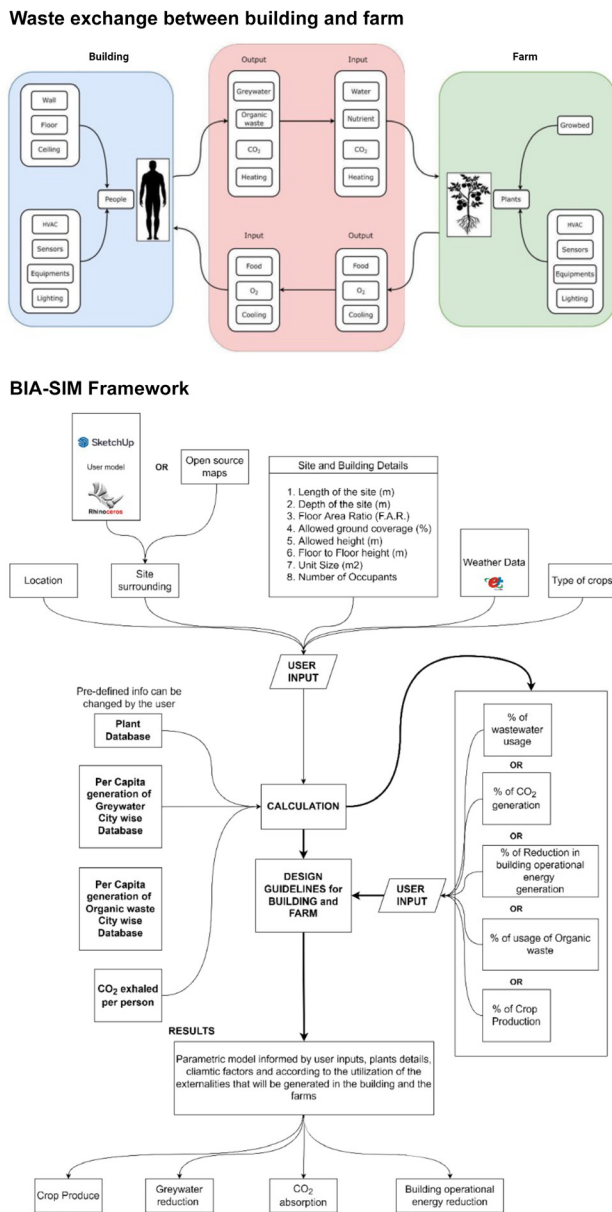 Waste exchange between building and farm
Building
Farm
Output
Input
Wall
Floor
Ceiling
People
HVAC
Sensors
Equipments
Lighting
Greywater
Organic
waste
CO₂
Heating
Water
Nutrient
CO₂
Heating
Input
Output
Food
O₂
Cooling
Food
O₂
Cooling
Growbed
Plants
HVAC
Sensors
Equipments
Lighting
BIA-SIM Framework
SketchUp
User model
Rhinoceros
OR
Open source
maps
Site and Building Details
1. Length of the site (m)
2. Depth of the site (m)
3. Floor Area Ratio (F.A.R.)
4. Allowed ground coverage (%)
5. Allowed height (m)
6. Floor to Floor height (m)
7. Unit Size (m2)
8. Number of Occupants
Weather Data
et
Location
Site
surrounding
Type of crops
USER
INPUT
Pre-defined info can be
changed by the user
Plant
Database
Per Capita
generation of
Greywater
City wise
Database
Per Capita
generation of
Organic waste
City wise
Database
CO₂ exhaled
per person
CALCULATION
DESIGN
GUIDELINES for
BUILDING and
FARM
USER
INPUT
% of
wastewater
usage
OR
% of CO₂
generation
OR
% of Reduction in
building operational
energy
generation
OR
% of usage of Organic
waste
OR
% of Crop
Production
RESULTS
Parametric model informed by user inputs, plants details,
cliamtic factors and according to the utilization of the
externalities that will be generated in the building and the
farms
Crop Produce
Greywater
reduction
CO₂
absorption
Building operational
energy reduction